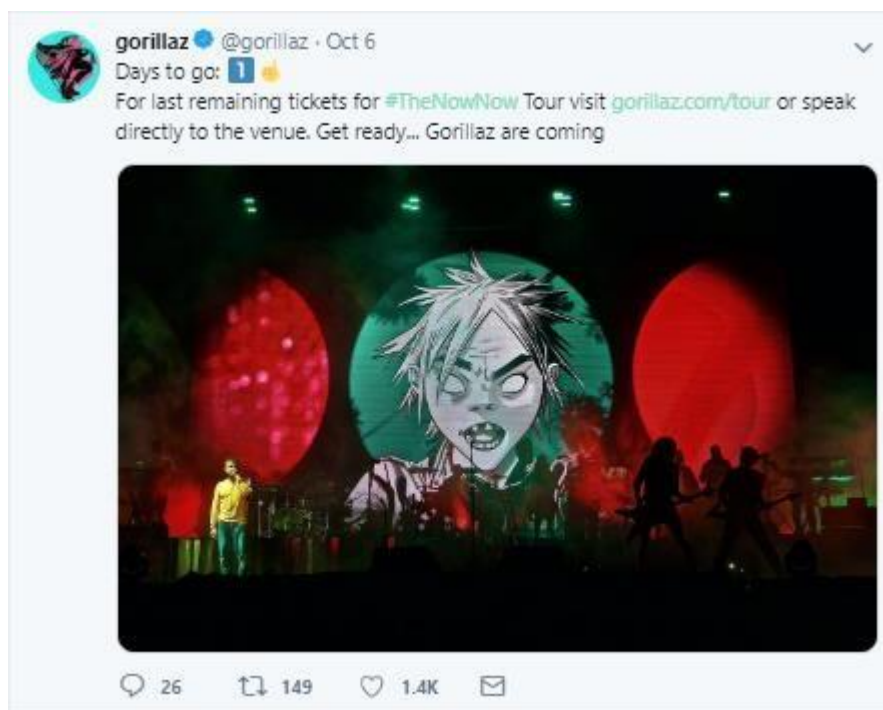 gorillaz @gorillaz · Oct 6
Days to go: 1️⃣ ☝️
For last remaining tickets for #TheNowNow Tour visit gorillaz.com/tour or speak
directly to the venue. Get ready... Gorillaz are coming
26 149 1.4K